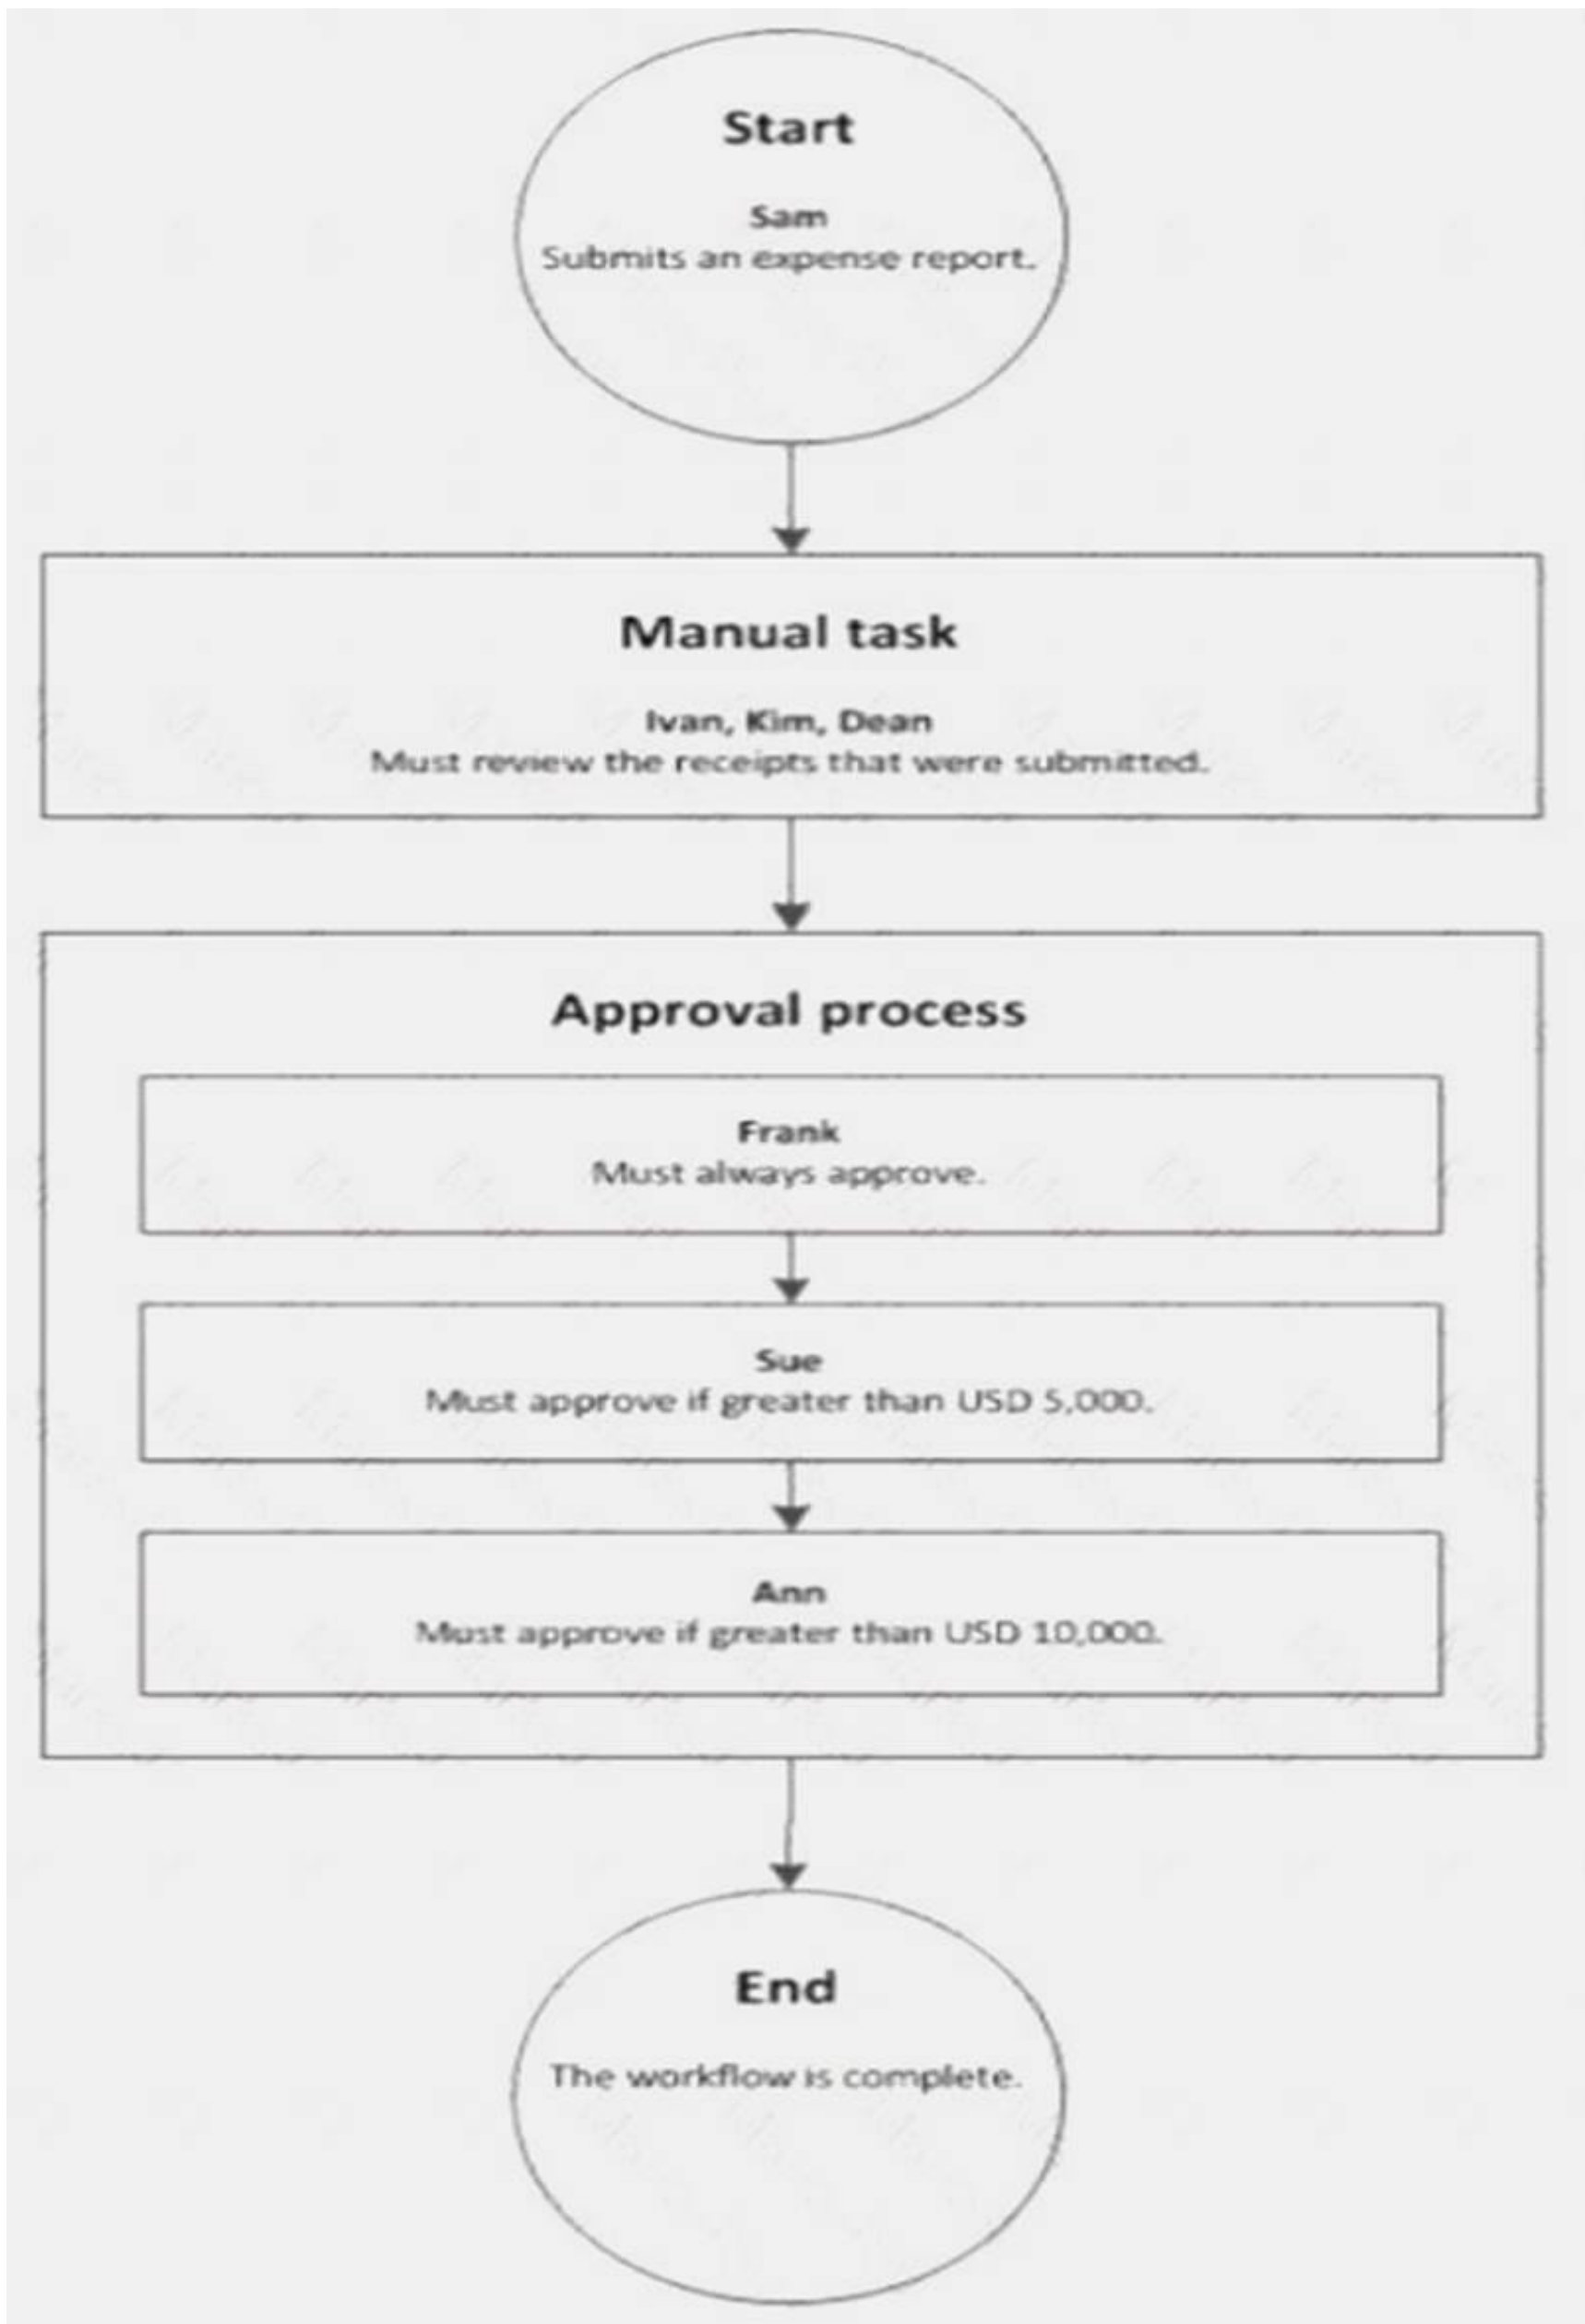 Start
Sam
Submits an expense report.
Manual task
Ivan, Kim, Dean
Must review the receipts that were submitted.
Approval process
Frank
Must always approve.
Sue
Must approve if greater than USD 5,000.
Ann
Must approve if greater than USD 10,000.
End
The workflow is complete.